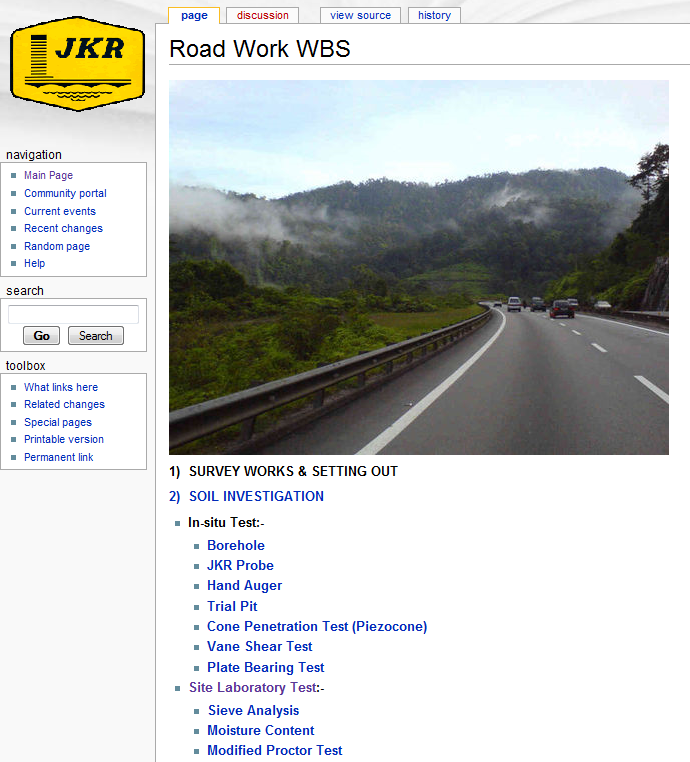 JKR
page
discussion
view source
history
Road Work WBS
navigation
Main Page
Community portal
Current events
Recent changes
Random page
Help
search
Go
Search
toolbox
What links here
Related changes
Special pages
Printable version
Permanent link
1) SURVEY WORKS & SETTING OUT
2) SOIL INVESTIGATION
In-situ Test:-
Borehole
JKR Probe
Hand Auger
Trial Pit
Cone Penetration Test (Piezocone)
Vane Shear Test
Plate Bearing Test
Site Laboratory Test:-
Sieve Analysis
Moisture Content
Modified Proctor Test